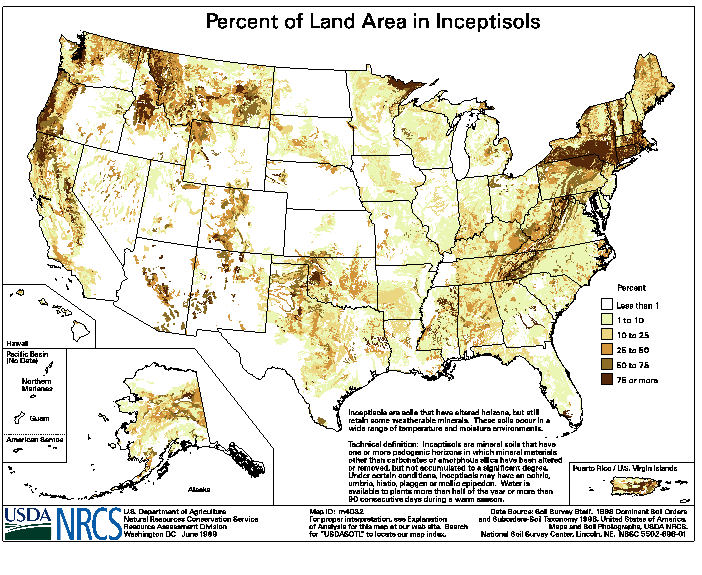 Percent of Land Area in Inceptisols
Percent
Less than 1
1 to 10
10 to 25
25 to 50
50 to 75
75 or more
Hawaii
Pacific Basin
(No Data)
Northern
Marianas
Guam
American Samoa
Alaska
Inceptisols are soils that have altered horizons, but still
retain some weatherable minerals. These soils occur in a
wide range of temperature and moisture environments.
Technical definition: Inceptisols are mineral soils that have
one or more pedogenic horizons in which mineral materials
other than carbonates or amorphous silica have been altered
or removed, but not accumulated to a significant degree.
Under certain conditions, Inceptisols may have an ochric,
umbric, histic, plaggen or mollic epipedon. Water is
available to plants more than half of the year or more than
90 consecutive days during a warm season.
Puerto Rico / U.S. Virgin Islands
USDA
NRCS
U.S. Department of Agriculture
Natural Resources Conservation Service
Resource Assessment Division
Washington DC June 1999
Map ID: m4032
For proper interpretation, see Explanation
of Analysis for this map at our web site. Search
for "USDASOTL" to locate our map index.
Data Source: Soil Survey Staff. 1998 Dominant Soil Orders
and Suborders-Soil Taxonomy 1998, United States of America.
Maps and Soil Photographs, USDA-NRCS.
National Soil Survey Center, Lincoln, NE. NSSC 5502-696-01